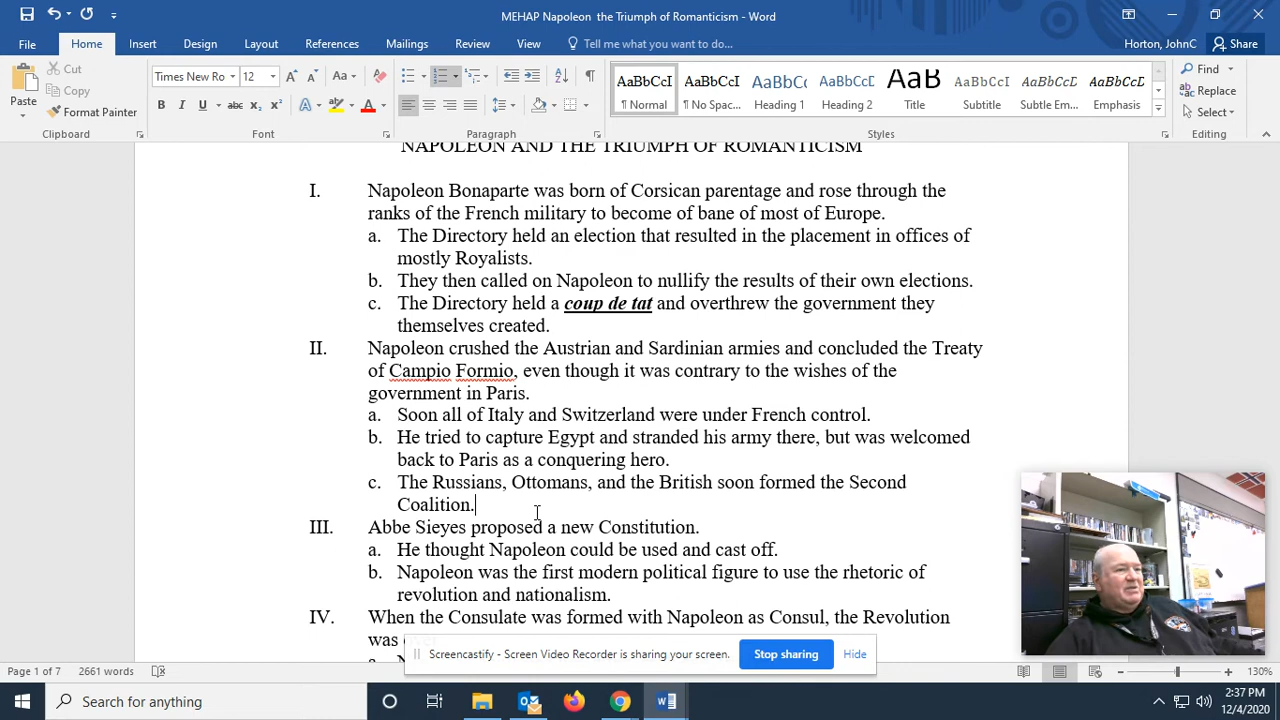 MEHAP Napoleon  the Triumph of Romanticism - Word
File Home Insert Design Layout References Mailings Review View Tell me what you want to do... Horton, JohnC Share
Paste Cut Copy Format Painter
Times New Ro 12
AaBbCcI AaBbCcI AaBbCc AaBbCcI AaB AaBbCcI AaBbCcI AaBbCcI
¶ Normal ¶ No Spac... Heading 1 Heading 2 Title Subtitle Subtle Em... Emphasis
Find Replace Select
Clipboard Font Paragraph Styles Editing
NAPOLEON AND THE TRIUMPH OF ROMANTICISM
I. Napoleon Bonaparte was born of Corsican parentage and rose through the
ranks of the French military to become of bane of most of Europe.
a. The Directory held an election that resulted in the placement in offices of
mostly Royalists.
b. They then called on Napoleon to nullify the results of their own elections.
c. The Directory held a coup de tat and overthrew the government they
themselves created.
II. Napoleon crushed the Austrian and Sardinian armies and concluded the Treaty
of Campio Formio, even though it was contrary to the wishes of the
government in Paris.
a. Soon all of Italy and Switzerland were under French control.
b. He tried to capture Egypt and stranded his army there, but was welcomed
back to Paris as a conquering hero.
c. The Russians, Ottomans, and the British soon formed the Second
Coalition.
III. Abbe Sieyes proposed a new Constitution.
a. He thought Napoleon could be used and cast off.
b. Napoleon was the first modern political figure to use the rhetoric of
revolution and nationalism.
IV. When the Consulate was formed with Napoleon as Consul, the Revolution
was
Screencastify - Screen Video Recorder is sharing your screen. Stop sharing Hide
Page 1 of 7 2661 words 130%
Type here to search
2:37 PM
12/4/2020